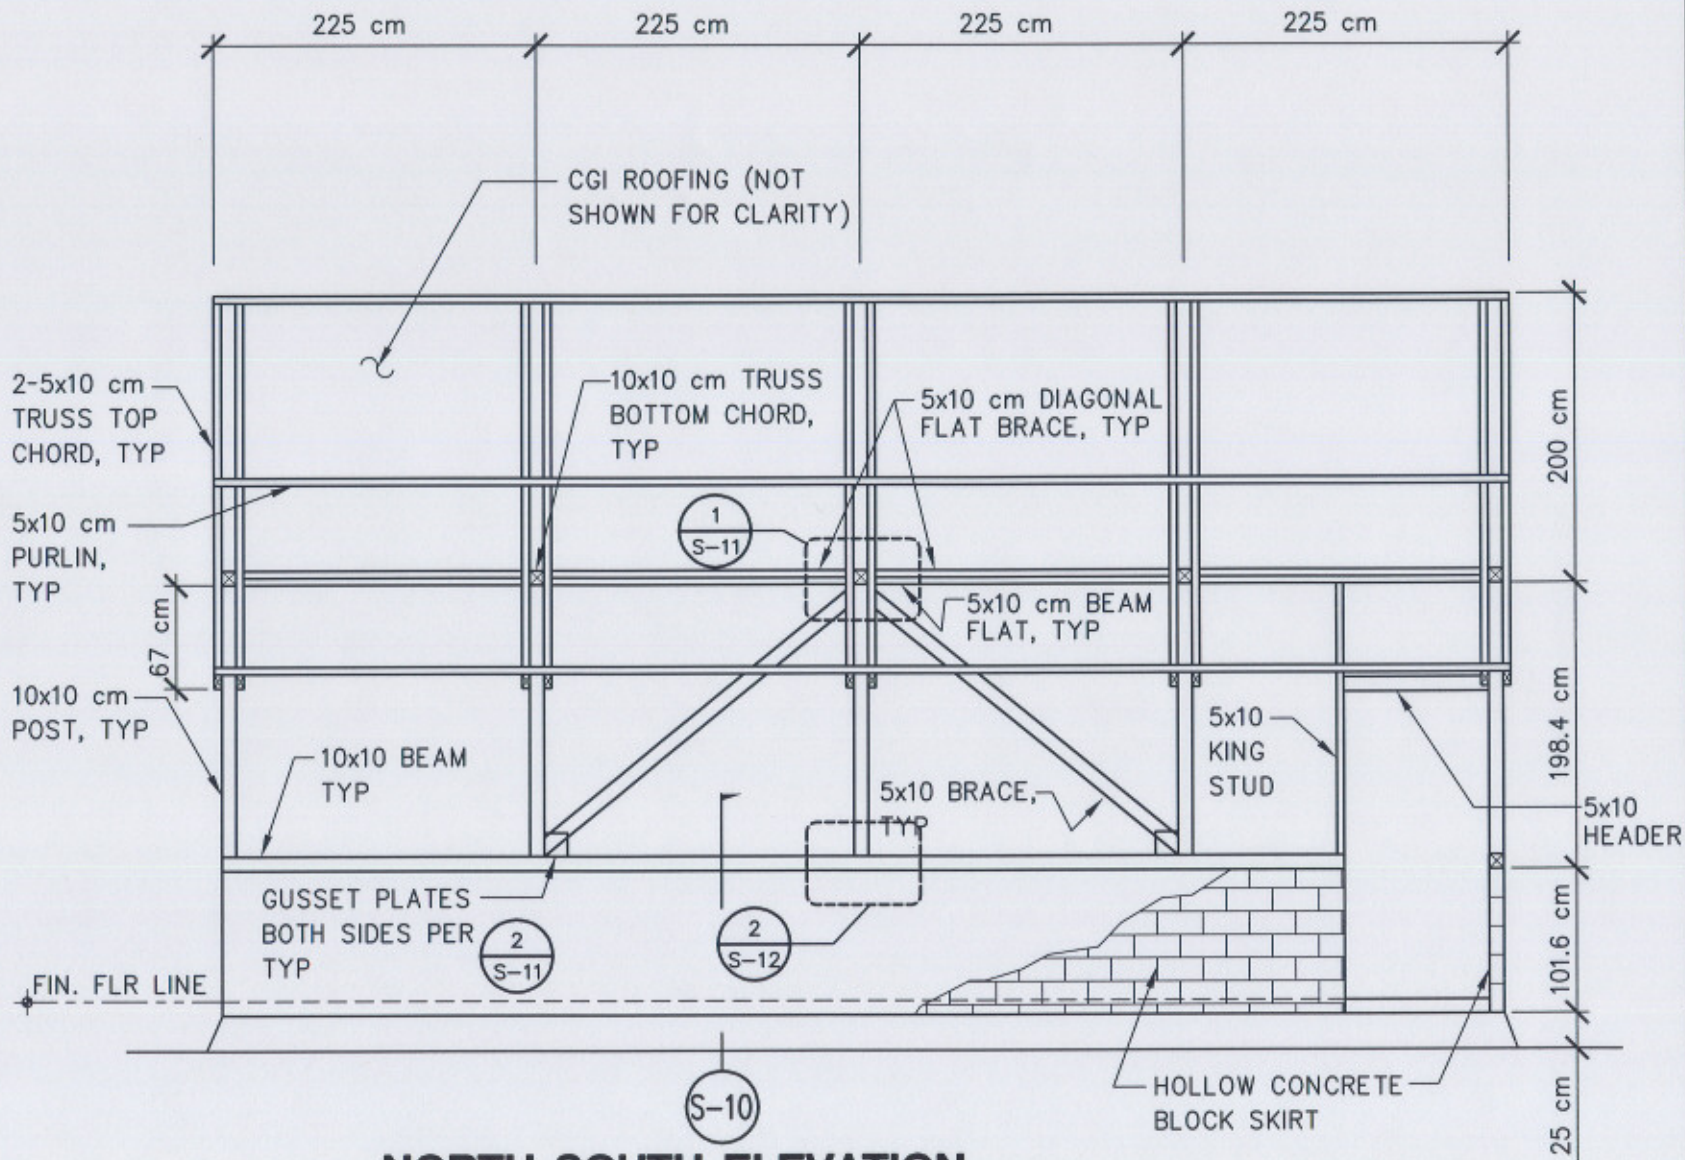 225 cm
225 cm
225 cm
225 cm
CGI ROOFING (NOT
SHOWN FOR CLARITY)
2-5x10 cm
TRUSS TOP
CHORD, TYP
10x10 cm TRUSS
BOTTOM CHORD,
TYP
5x10 cm DIAGONAL
FLAT BRACE, TYP
200 cm
5x10 cm
PURLIN,
TYP
1
S-11
67 cm
5x10 cm BEAM
FLAT, TYP
10x10 cm
POST, TYP
10x10 BEAM
TYP
5x10
KING
STUD
198.4 cm
5x10 BRACE,
TYP
5x10
HEADER
GUSSET PLATES
BOTH SIDES PER
TYP
2
S-11
2
S-12
101.6 cm
FIN. FLR LINE
S-10
HOLLOW CONCRETE
BLOCK SKIRT
25 cm
NORTH-SOUTH ELEVATION